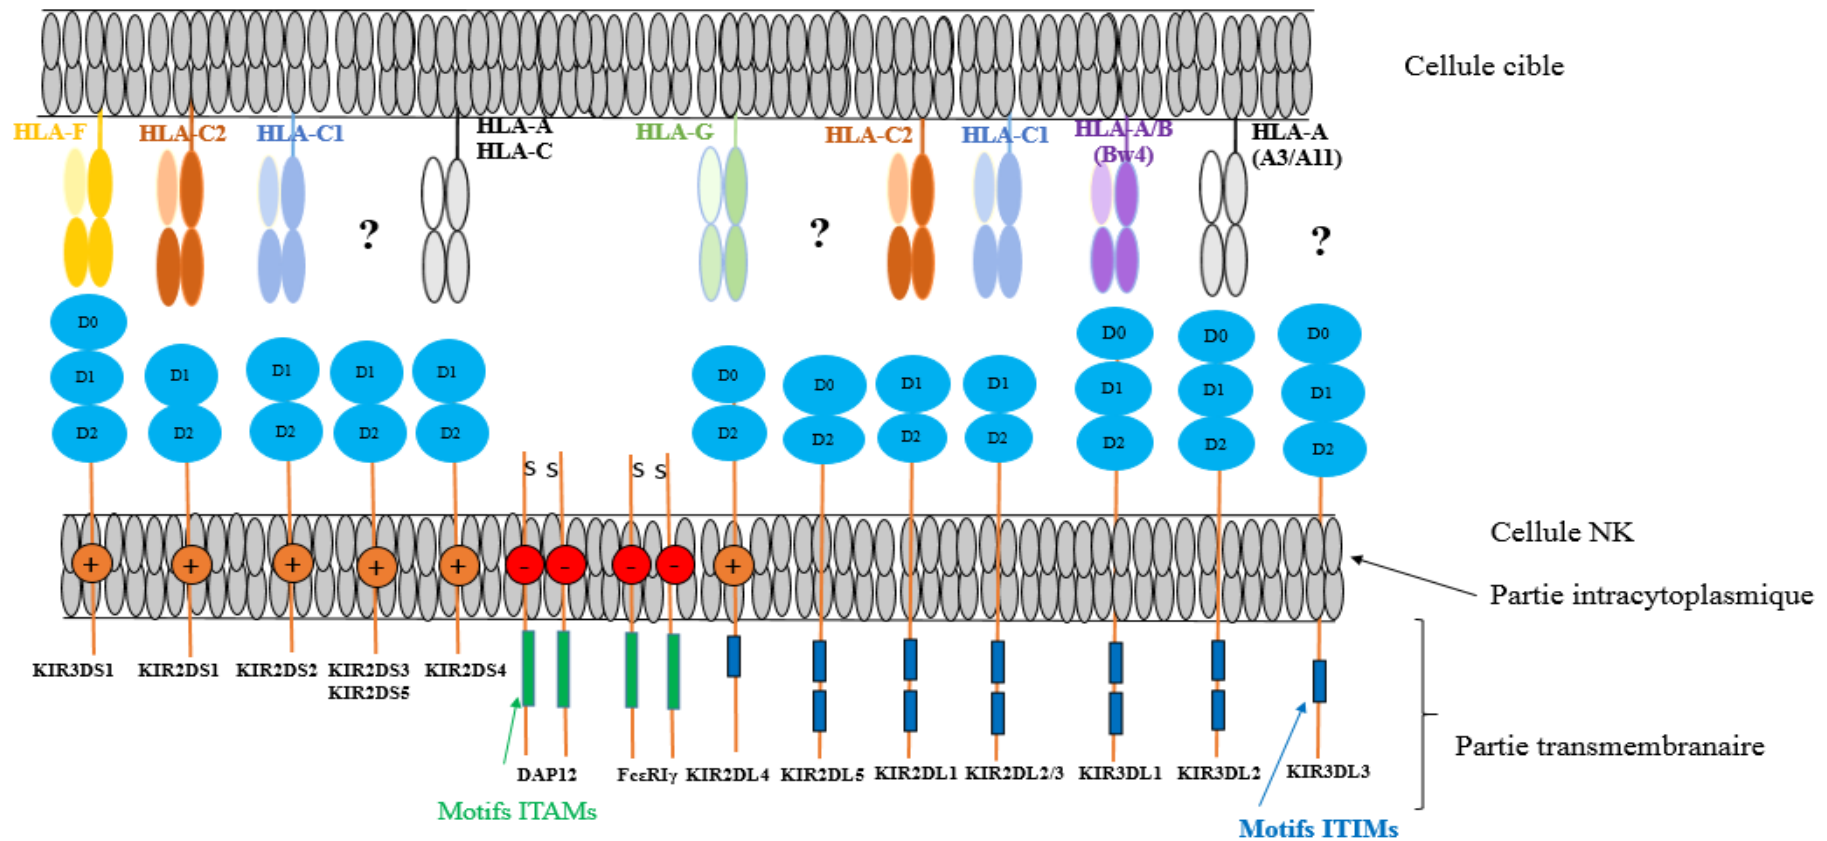 Cellule cible
HLA-F
HLA-C2
HLA-C1
HLA-A
HLA-C
HLA-G
HLA-C2
HLA-C1
HLA-A/B
(Bw4)
HLA-A
(A3/A11)
?
?
?
D0
D1
D2
D1
D2
D1
D2
D1
D2
D1
D2
D0
D2
D0
D2
D1
D2
D1
D2
D0
D1
D2
D0
D1
D2
D0
D1
D2
S S
S S
Cellule NK
+
+
+
+
+
-
-
-
-
+
Partie intracytoplasmique
KIR3DS1
KIR2DS1
KIR2DS2
KIR2DS3
KIR2DS5
KIR2DS4
Partie transmembranaire
DAP12
FcεRIγ
KIR2DL4
KIR2DL5
KIR2DL1
KIR2DL2/3
KIR3DL1
KIR3DL2
KIR3DL3
Motifs ITAMs
Motifs ITIMs